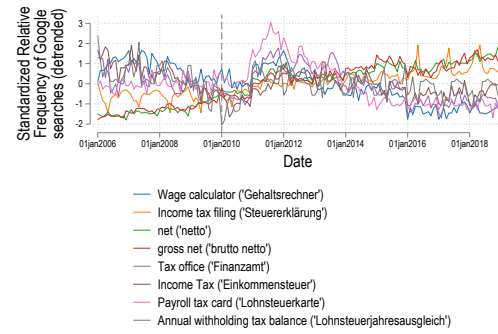 Standardized Relative
Frequency of Google
searches (detrended)
3
2
1
0
-1
-2
01jan2006 01jan2008 01jan2010 01jan2012 01jan2014 01jan2016 01jan2018
Date
Wage calculator ('Gehaltsrechner')
Income tax filing ('Steuererklärung')
net ('netto')
gross net ('brutto netto')
Tax office ('Finanzamt')
Income Tax ('Einkommensteuer')
Payroll tax card ('Lohnsteuerkarte')
Annual withholding tax balance ('Lohnsteuerjahresausgleich')